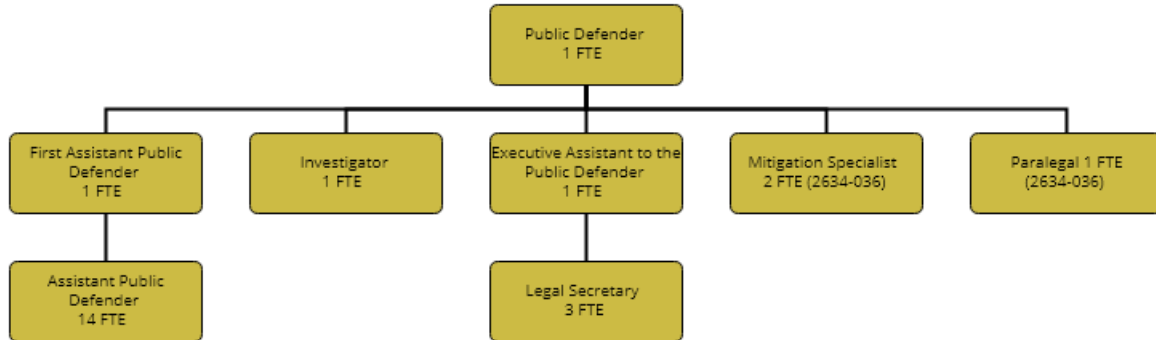 Public Defender
1 FTE
First Assistant Public
Defender
1 FTE
Investigator
1 FTE
Executive Assistant to the
Public Defender
1 FTE
Mitigation Specialist
2 FTE (2634-036)
Paralegal 1 FTE
(2634-036)
Assistant Public
Defender
14 FTE
Legal Secretary
3 FTE